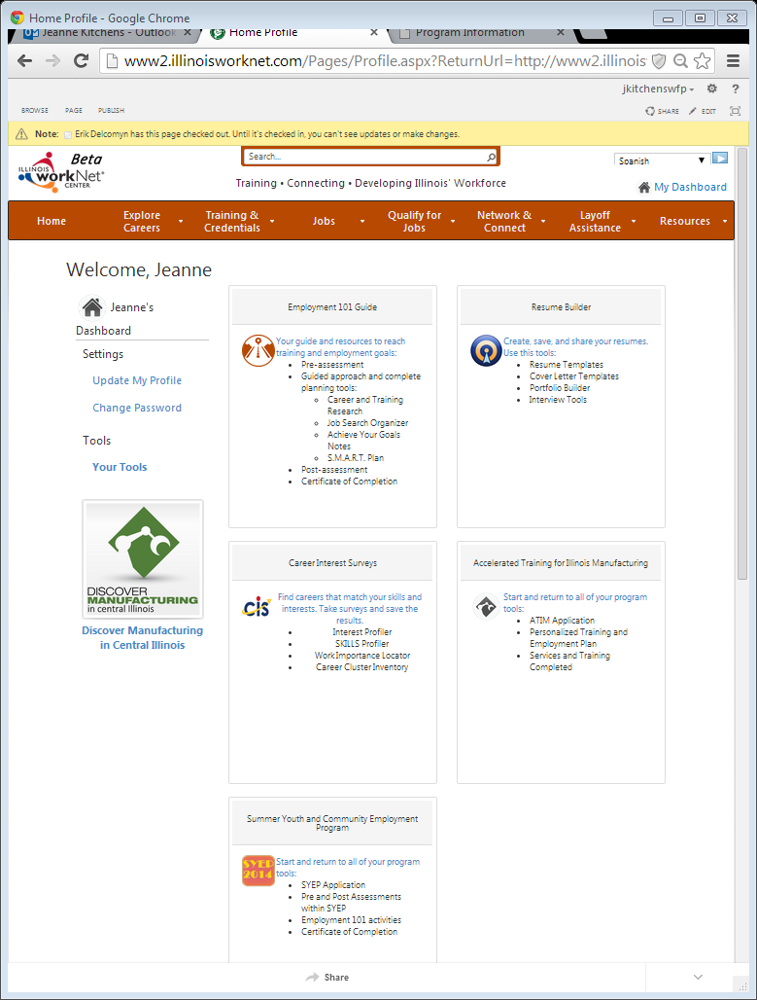 Home Profile - Google Chrome
Jeanne Kitchens - Outlook
Home Profile
Program Information
www2.illinoisworknet.com/Pages/Profile.aspx?ReturnUrl=http://www2.illinois
jkitchenswfp
?
BROWSE PAGE PUBLISH
SHARE EDIT
Note: Erik Delcomyn has this page checked out. Until it's checked in, you can't see updates or make changes.
Beta
ILLINOIS
workNet
CENTER
Search...
Training • Connecting • Developing Illinois' Workforce
Spanish
My Dashboard
Home
Explore Careers
Training & Credentials
Jobs
Qualify for Jobs
Network & Connect
Layoff Assistance
Resources
Welcome, Jeanne
Jeanne's
Dashboard
Settings
Update My Profile
Change Password
Tools
Your Tools
DISCOVER
MANUFACTURING
in central Illinois
Discover Manufacturing
in Central Illinois
Employment 101 Guide
Your guide and resources to reach
training and employment goals:
• Pre-assessment
• Guided approach and complete
planning tools:
◦ Career and Training
Research
◦ Job Search Organizer
◦ Achieve Your Goals
Notes
◦ S.M.A.R.T. Plan
• Post-assessment
• Certificate of Completion
Resume Builder
Create, save, and share your resumes.
Use this tools:
• Resume Templates
• Cover Letter Templates
• Portfolio Builder
• Interview Tools
Career Interest Surveys
cis
Find careers that match your skills and
interests. Take surveys and save the
results.
• Interest Profiler
• SKILLS Profiler
• Work Importance Locator
• Career Cluster Inventory
Accelerated Training for Illinois Manufacturing
Start and return to all of your program
tools:
• ATIM Application
• Personalized Training and
Employment Plan
• Services and Training
Completed
Summer Youth and Community Employment
Program
SYEP
2014
Start and return to all of your program
tools:
• SYEP Application
• Pre and Post Assessments
within SYEP
• Employment 101 activities
• Certificate of Completion
Share